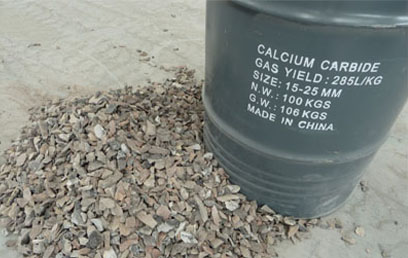 CALCIUM CARBIDE
GAS YIELD : 285L/KG
SIZE: 15-25 MM
N.W.: 100 KGS
G.W.: 106 KGS
MADE IN CHINA